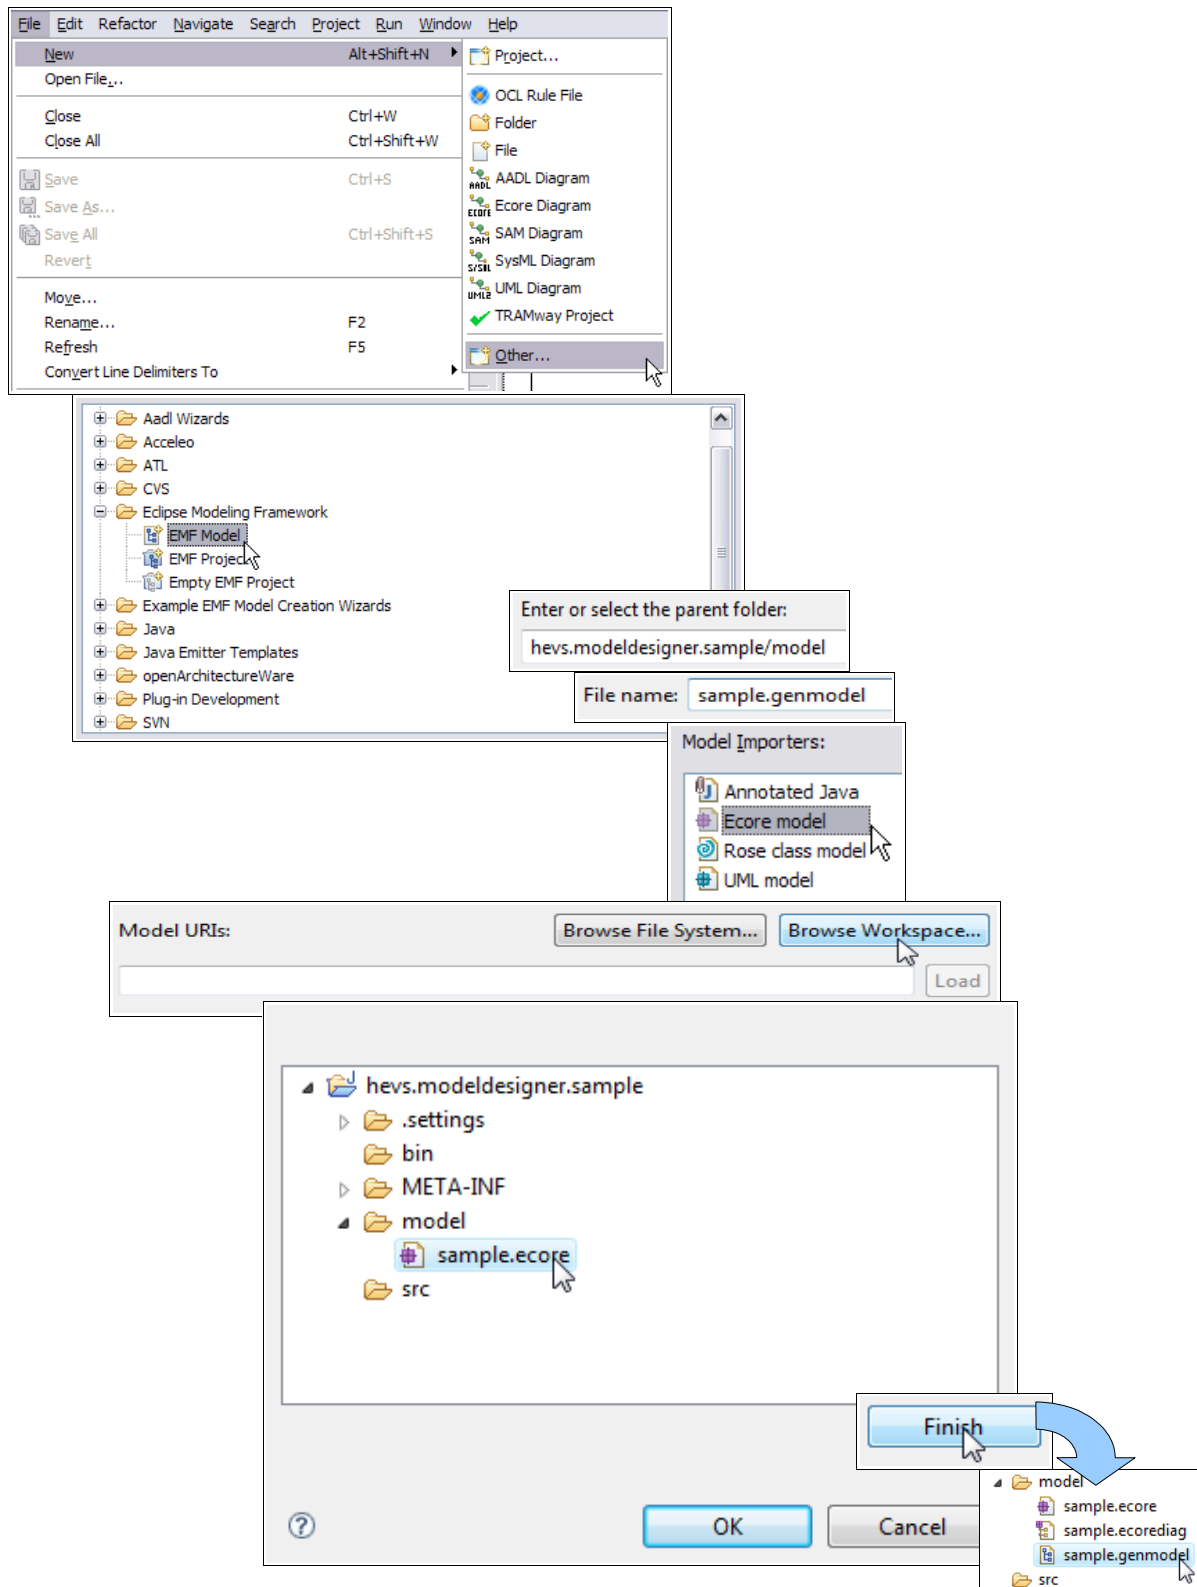 File Edit Refactor Navigate Search Project Run Window Help
New Alt+Shift+N
Open File...
Close Ctrl+W
Close All Ctrl+Shift+W
Save Ctrl+S
Save As...
Save All Ctrl+Shift+S
Revert
Move...
Rename... F2
Refresh F5
Convert Line Delimiters To
Project...
OCL Rule File
Folder
File
AADL AADL Diagram
ECORE Ecore Diagram
SAM SAM Diagram
S/SML SysML Diagram
UML2 UML Diagram
TRAMway Project
Other...
Aadl Wizards
Acceleo
ATL
CVS
Eclipse Modeling Framework
EMF Model
EMF Project
Empty EMF Project
Example EMF Model Creation Wizards
Java
Java Emitter Templates
openArchitectureWare
Plug-in Development
SVN
Enter or select the parent folder:
hevs.modeldesigner.sample/model
File name: sample.genmodel
Model Importers:
Annotated Java
Ecore model
Rose class model
UML model
Model URIs: Browse File System... Browse Workspace...
Load
hevs.modeldesigner.sample
.settings
bin
META-INF
model
sample.ecore
src
Finish
OK Cancel
model
sample.ecore
sample.ecorediag
sample.genmodel
src